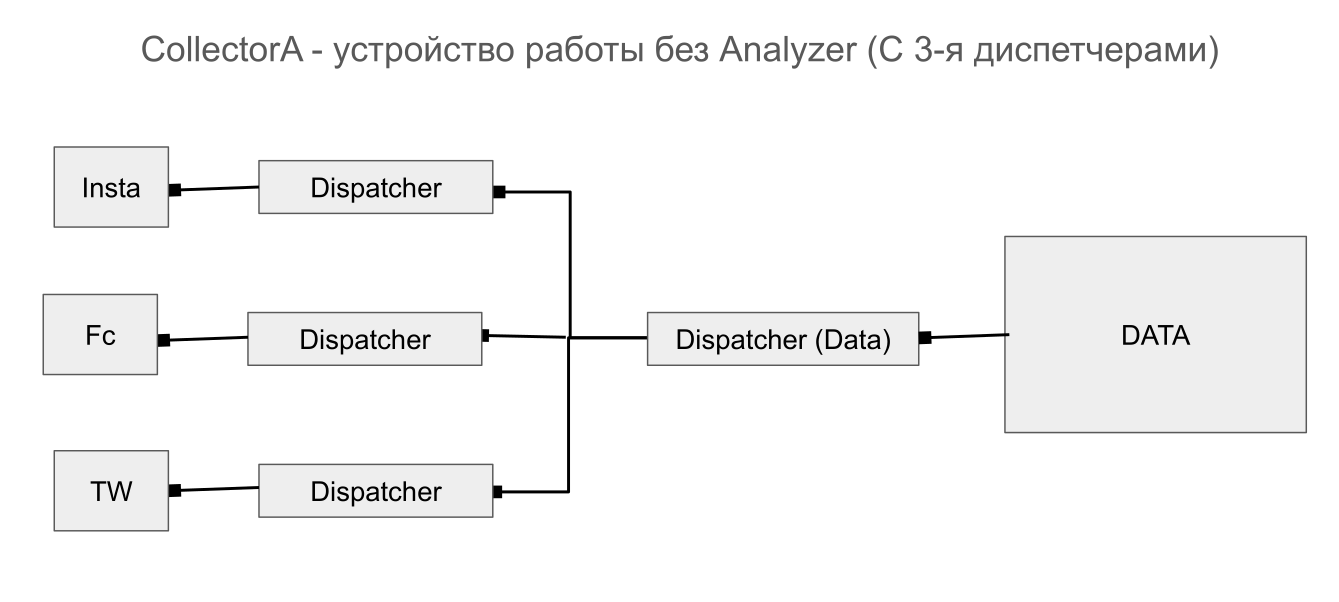 CollectorA - устройство работы без Analyzer (С 3-я диспетчерами)
Insta
Dispatcher
Fc
Dispatcher
Dispatcher (Data)
DATA
TW
Dispatcher